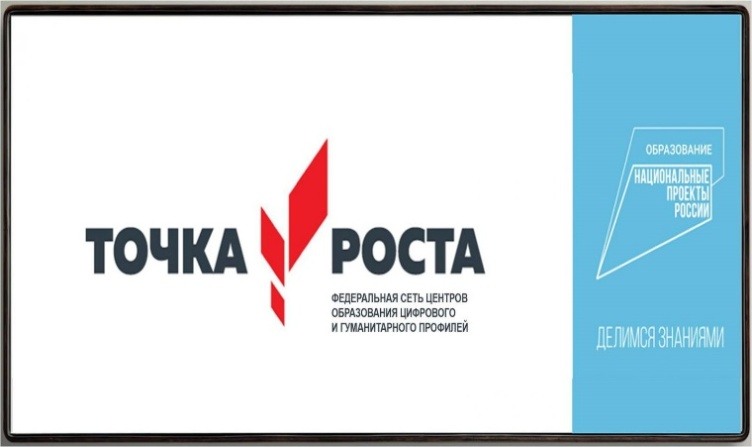 ТОЧКА РОСТА
ФЕДЕРАЛЬНАЯ СЕТЬ ЦЕНТРОВ
ОБРАЗОВАНИЯ ЦИФРОВОГО
И ГУМАНИТАРНОГО ПРОФИЛЕЙ
ОБРАЗОВАНИЕ
НАЦИОНАЛЬНЫЕ
ПРОЕКТЫ
РОССИИ
ДЕЛИМСЯ ЗНАНИЯМИ